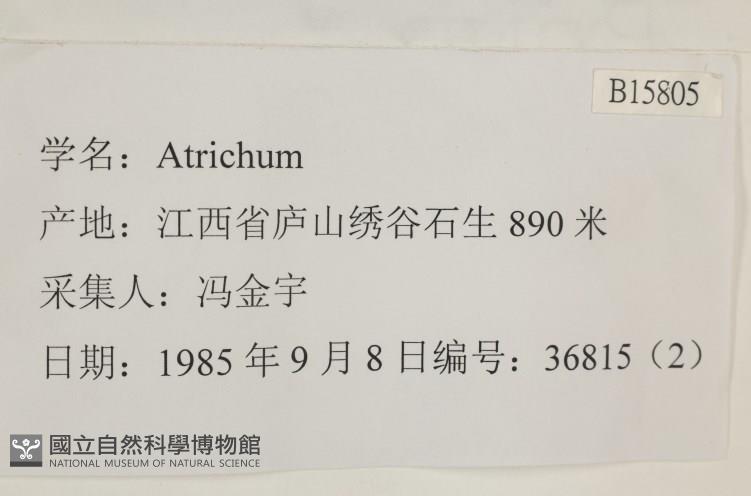 B15805
学名：Atrichum
产地：江西省庐山绣谷石生 890 米
采集人：冯金宇
日期：1985 年 9 月 8 日编号：36815（2）
國立自然科學博物館
NATIONAL MUSEUM OF NATURAL SCIENCE